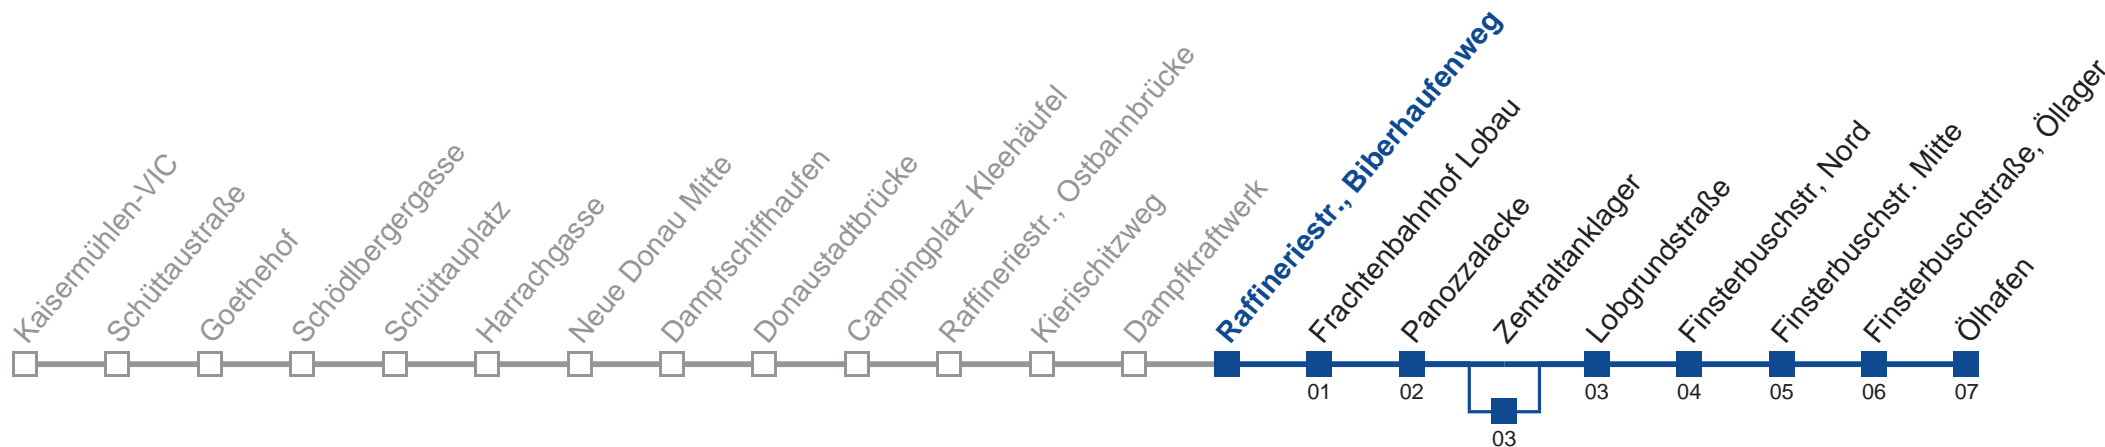 Kaisermühlen-VIC
Schüttaustraße
Goethehof
Schödlbergergasse
Schüttauplatz
Harrachgasse
Neue Donau Mitte
Dampfschiffhaufen
Donaustadtbrücke
Campingplatz Kleehäufel
Raffineriestr., Ostbahnbrücke
Kierischitzweg
Dampfkraftwerk
Raffineriestr., Biberhaufenweg
Frachtenbahnhof Lobau
Panozzalacke
Zentraltanklager
Lobgrundstraße
Finsterbuschstr, Nord
Finsterbuschstr. Mitte
Finsterbuschstraße, Öllager
Ölhafen
01
02
03
04
05
06
07
03